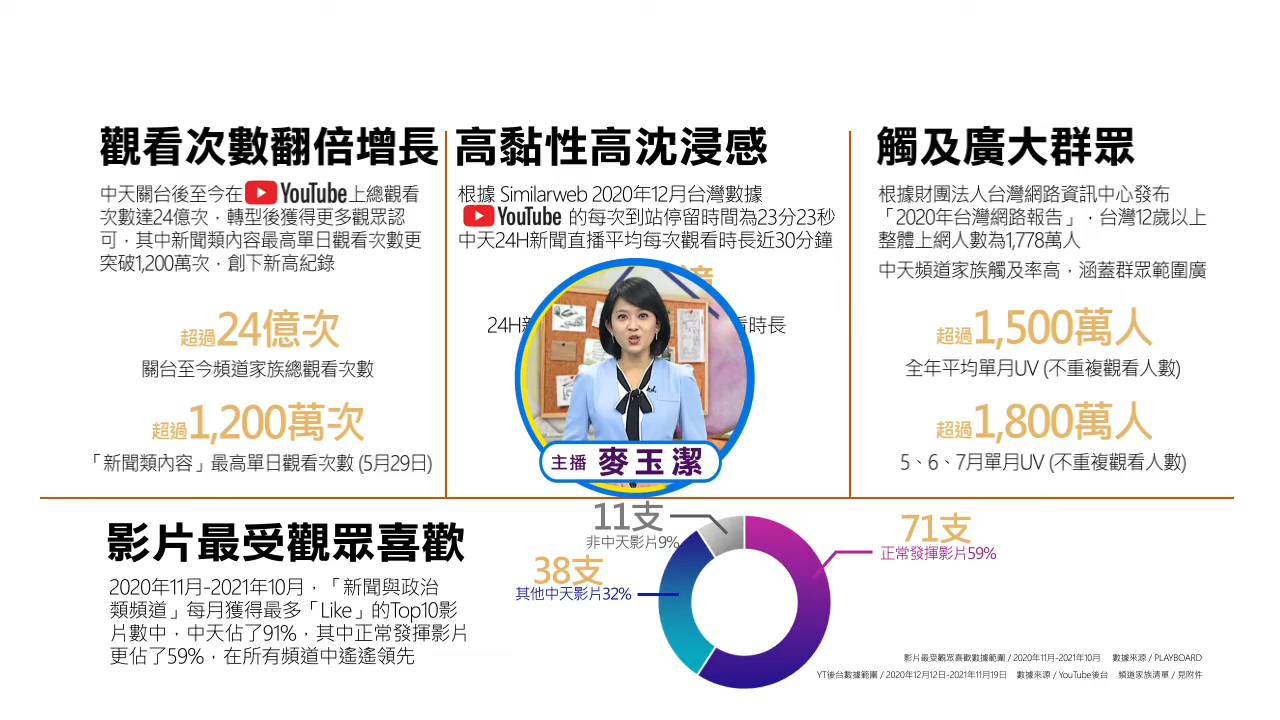 觀看次數翻倍增長
中天關台後至今在 YouTube 上總觀看
次數達24億次，轉型後獲得更多觀眾認
可，其中新聞類內容最高單日觀看次數更
突破1,200萬次，創下新高紀錄
超過24億次
關台至今頻道家族總觀看次數
超過1,200萬次
「新聞類內容」最高單日觀看次數 (5月29日)
高黏性高沈浸感
根據 Similarweb 2020年12月台灣數據
YouTube 的每次到站停留時間為23分23秒
中天24H新聞直播平均每次觀看時長近30分鐘
24H新
看時長
主播 麥玉潔
觸及廣大群眾
根據財團法人台灣網路資訊中心發布
「2020年台灣網路報告」，台灣12歲以上
整體上網人數為1,778萬人
中天頻道家族觸及率高，涵蓋群眾範圍廣
超過1,500萬人
全年平均單月UV (不重複觀看人數)
超過1,800萬人
5、6、7月單月UV (不重複觀看人數)
影片最受觀眾喜歡
2020年11月-2021年10月，「新聞與政治
類頻道」每月獲得最多「Like」的Top10影
片數中，中天佔了91%，其中正常發揮影片
更佔了59%，在所有頻道中遙遙領先
11支
非中天影片9%
38支
其他中天影片32%
71支
正常發揮影片59%
影片最受觀眾喜歡數據範圍 / 2020年11月-2021年10月 數據來源 / PLAYBOARD
YT後台數據範圍 / 2020年12月12日-2021年11月19日 數據來源 / YouTube後台 頻道家族清單 / 見附件